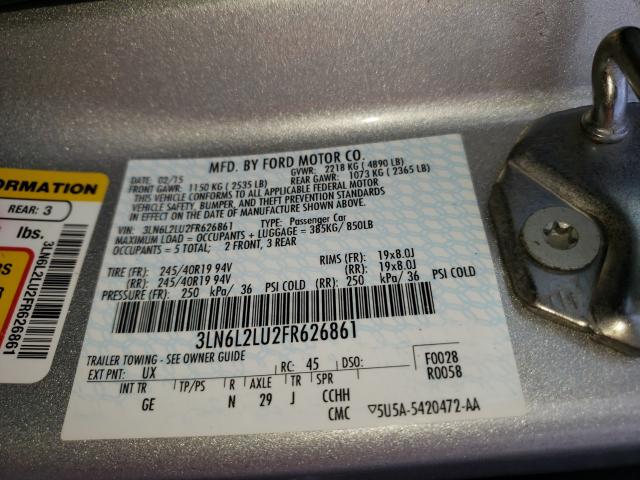 MFD. BY FORD MOTOR CO.
DATE: 02/15 GVWR: 2218 KG ( 4890 LB)
FRONT GAWR: 1150 KG ( 2535 LB) REAR GAWR: 1073 KG ( 2365 LB)
THIS VEHICLE CONFORMS TO ALL APPLICABLE FEDERAL MOTOR
VEHICLE SAFETY, BUMPER, AND THEFT PREVENTION STANDARDS
IN EFFECT ON THE DATE OF MANUFACTURE SHOWN ABOVE.
VIN: 3LN6L2LU2FR626861 TYPE: Passenger Car
MAXIMUM LOAD = OCCUPANTS + LUGGAGE = 385KG/ 850LB
OCCUPANTS = 5 TOTAL: 2 FRONT, 3 REAR
TIRE (FR): 245/40R19 94V RIMS (FR): 19x8.0J
(RR): 245/40R19 94V (RR): 19x8.0J
PRESSURE (FR): 250 kPa/ 36 PSI COLD (RR): 250 kPa/ 36 PSI COLD
3LN6L2LU2FR626861
TRAILER TOWING - SEE OWNER GUIDE
EXT PNT: UX RC: 45 DSO: F0028
R0058
INT TR TP/PS R AXLE TR SPR
GE N 29 J CCHH
CMC ▽5U5A-5420472-AA
FORMATION
REAR: 3
lbs.
3LN6L2LU2FR626861